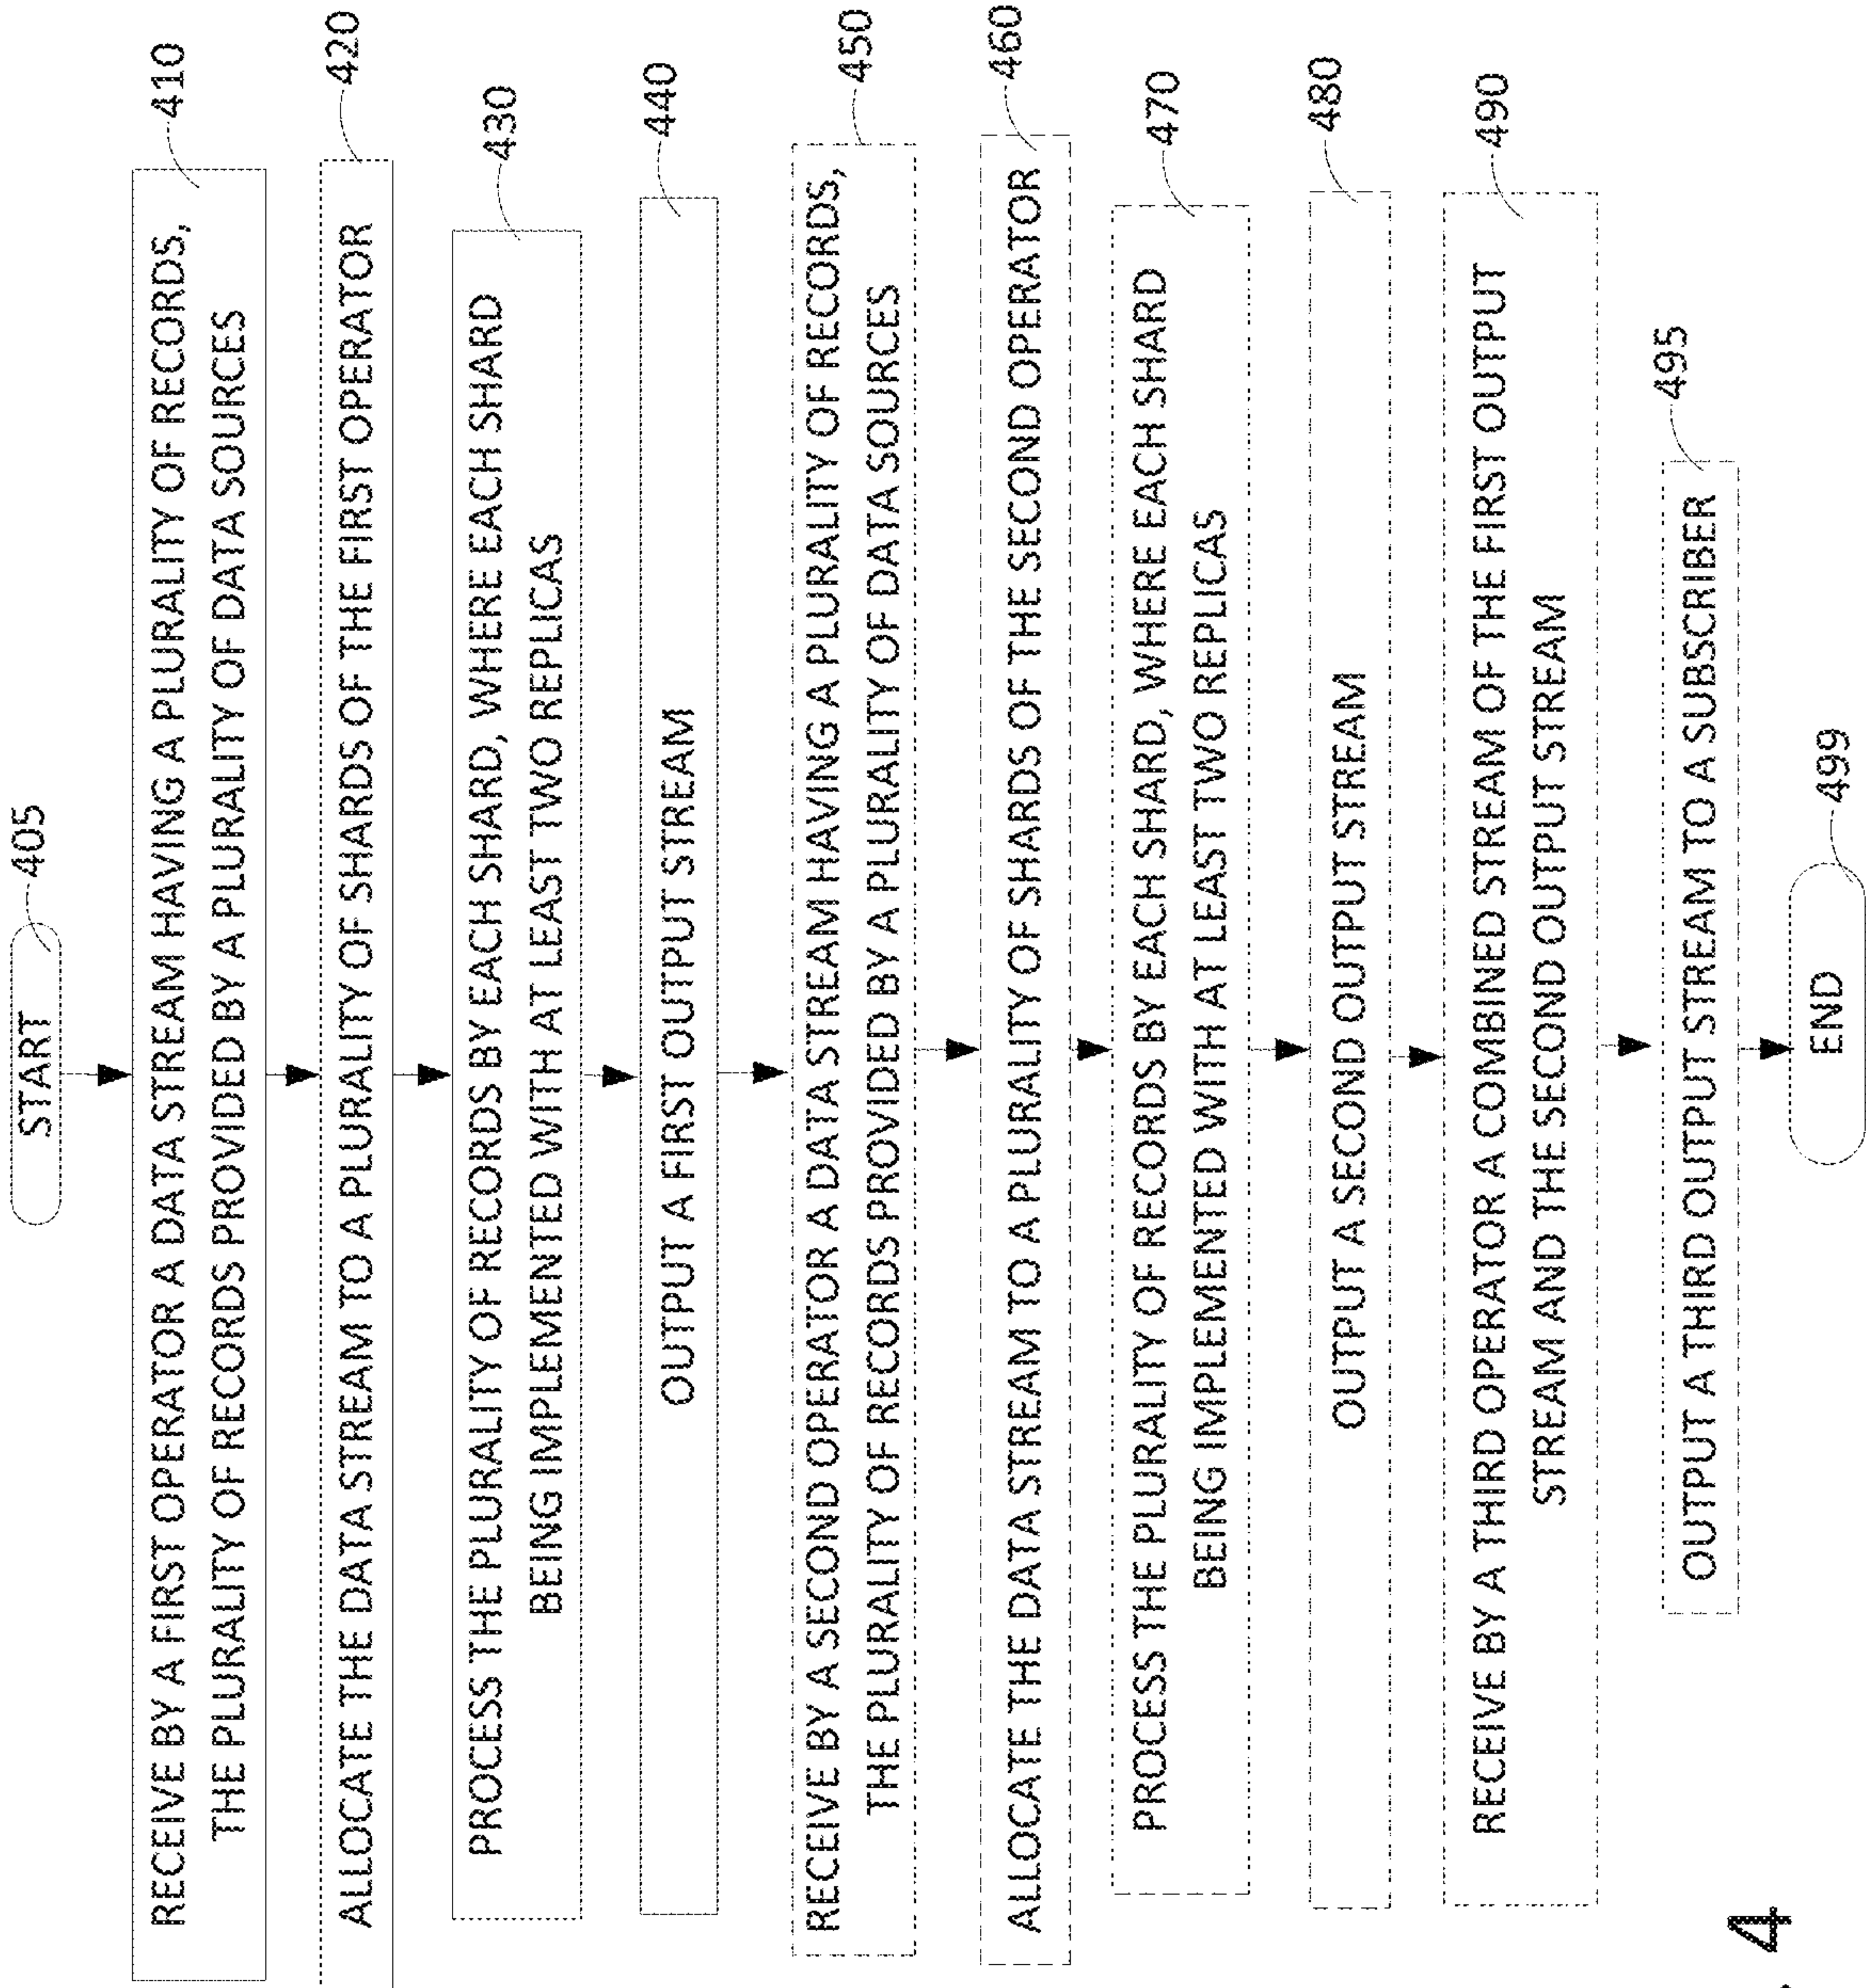 START
405
RECEIVE BY A FIRST OPERATOR A DATA STREAM HAVING A PLURALITY OF RECORDS,
THE PLURALITY OF RECORDS PROVIDED BY A PLURALITY OF DATA SOURCES
410
ALLOCATE THE DATA STREAM TO A PLURALITY OF SHARDS OF THE FIRST OPERATOR
420
PROCESS THE PLURALITY OF RECORDS BY EACH SHARD, WHERE EACH SHARD
BEING IMPLEMENTED WITH AT LEAST TWO REPLICAS
430
OUTPUT A FIRST OUTPUT STREAM
440
RECEIVE BY A SECOND OPERATOR A DATA STREAM HAVING A PLURALITY OF RECORDS,
THE PLURALITY OF RECORDS PROVIDED BY A PLURALITY OF DATA SOURCES
450
ALLOCATE THE DATA STREAM TO A PLURALITY OF SHARDS OF THE SECOND OPERATOR
460
PROCESS THE PLURALITY OF RECORDS BY EACH SHARD, WHERE EACH SHARD
BEING IMPLEMENTED WITH AT LEAST TWO REPLICAS
470
OUTPUT A SECOND OUTPUT STREAM
480
RECEIVE BY A THIRD OPERATOR A COMBINED STREAM OF THE FIRST OUTPUT
STREAM AND THE SECOND OUTPUT STREAM
490
OUTPUT A THIRD OUTPUT STREAM TO A SUBSCRIBER
495
END
499
4